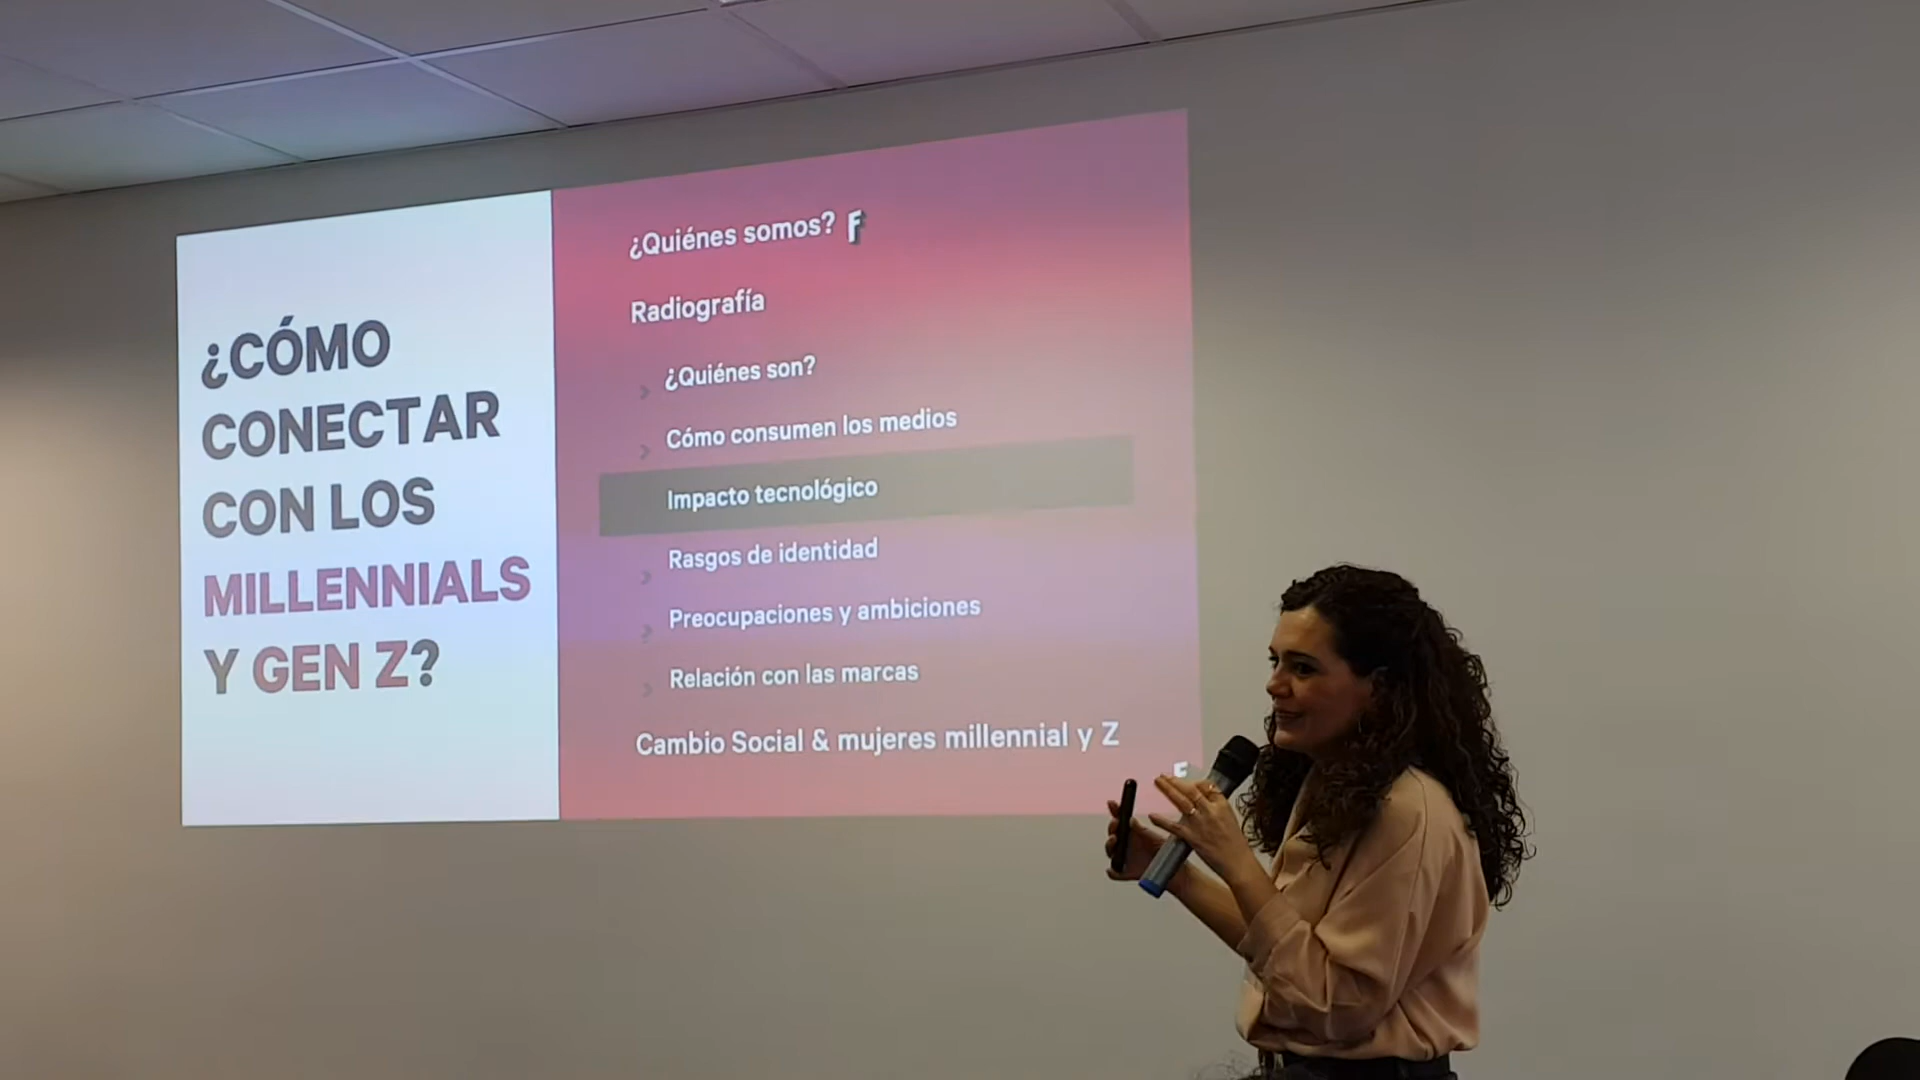 ¿CÓMO
CONECTAR
CON LOS
MILLENNIALS
Y GEN Z?
¿Quiénes somos? F
Radiografía
¿Quiénes son?
Cómo consumen los medios
Impacto tecnológico
Rasgos de identidad
Preocupaciones y ambiciones
Relación con las marcas
Cambio Social & mujeres millennial y Z
F